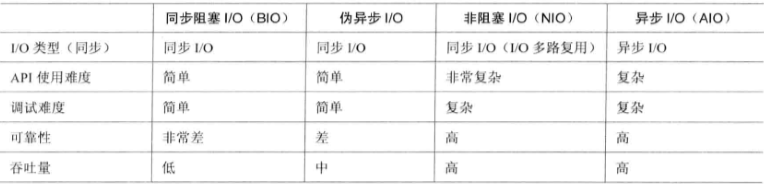 同步阻塞 I/O（BIO） 伪异步 I/O 非阻塞 I/O（NIO） 异步 I/O（AIO）
I/O 类型（同步） 同步 I/O 同步 I/O 同步 I/O（I/O 多路复用） 异步 I/O
API 使用难度 简单 简单 非常复杂 复杂
调试难度 简单 简单 复杂 复杂
可靠性 非常差 差 高 高
吞吐量 低 中 高 高